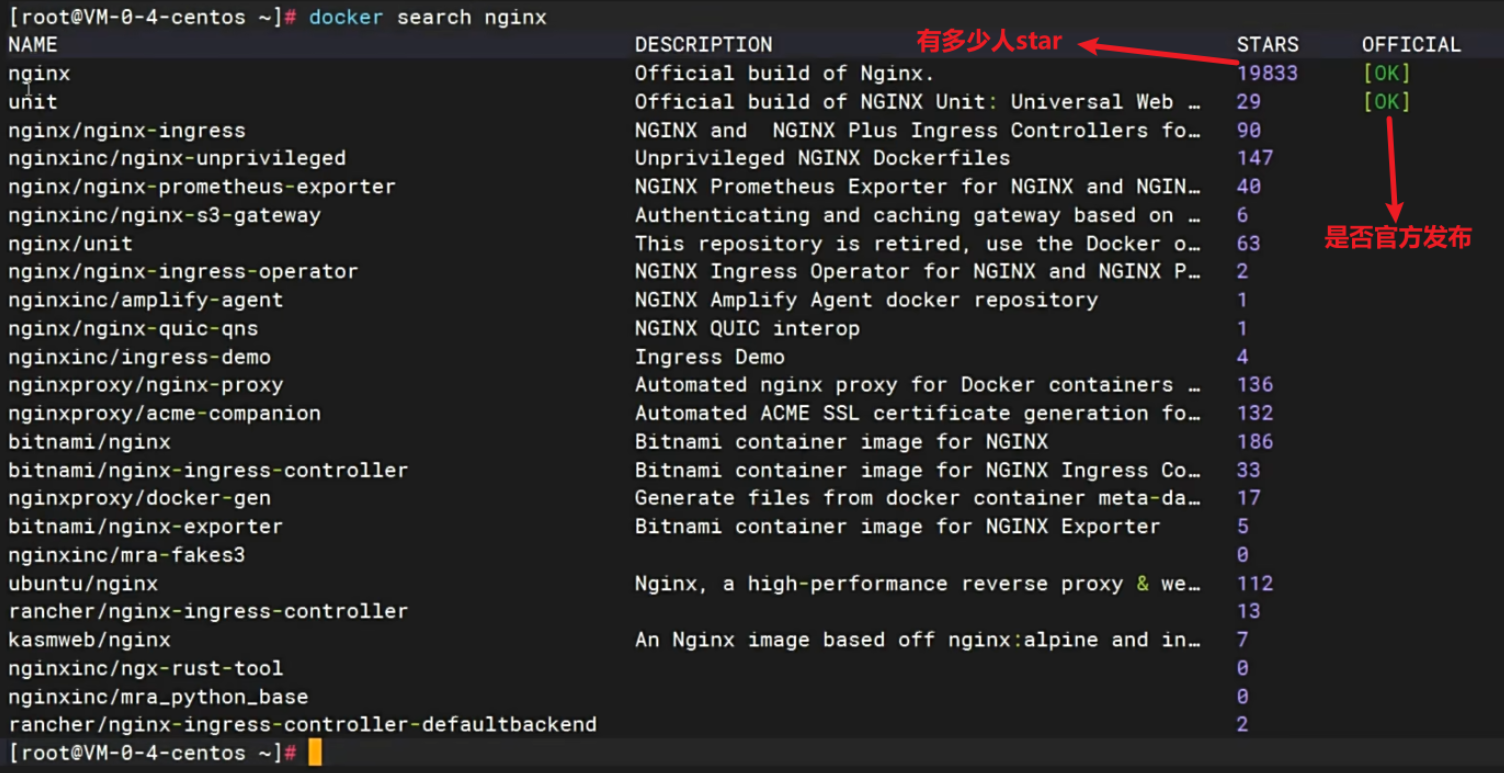 [root@VM-0-4-centos ~]# docker search nginx
NAME DESCRIPTION 有多少人star STARS OFFICIAL
nginx Official build of Nginx. 19833 [OK]
unit Official build of NGINX Unit: Universal Web … 29 [OK]
nginx/nginx-ingress NGINX and  NGINX Plus Ingress Controllers fo… 90
nginxinc/nginx-unprivileged Unprivileged NGINX Dockerfiles 147
nginx/nginx-prometheus-exporter NGINX Prometheus Exporter for NGINX and NGIN… 40
nginxinc/nginx-s3-gateway Authenticating and caching gateway based on … 6
nginx/unit This repository is retired, use the Docker o… 63 是否官方发布
nginx/nginx-ingress-operator NGINX Ingress Operator for NGINX and NGINX P… 2
nginxinc/amplify-agent NGINX Amplify Agent docker repository 1
nginx/nginx-quic-qns NGINX QUIC interop 1
nginxinc/ingress-demo Ingress Demo 4
nginxproxy/nginx-proxy Automated nginx proxy for Docker containers … 136
nginxproxy/acme-companion Automated ACME SSL certificate generation fo… 132
bitnami/nginx Bitnami container image for NGINX 186
bitnami/nginx-ingress-controller Bitnami container image for NGINX Ingress Co… 33
nginxproxy/docker-gen Generate files from docker container meta-da… 17
bitnami/nginx-exporter Bitnami container image for NGINX Exporter 5
nginxinc/mra-fakes3 0
ubuntu/nginx Nginx, a high-performance reverse proxy & we… 112
rancher/nginx-ingress-controller 13
kasmweb/nginx An Nginx image based off nginx:alpine and in… 7
nginxinc/ngx-rust-tool 0
nginxinc/mra_python_base 0
rancher/nginx-ingress-controller-defaultbackend 2
[root@VM-0-4-centos ~]#